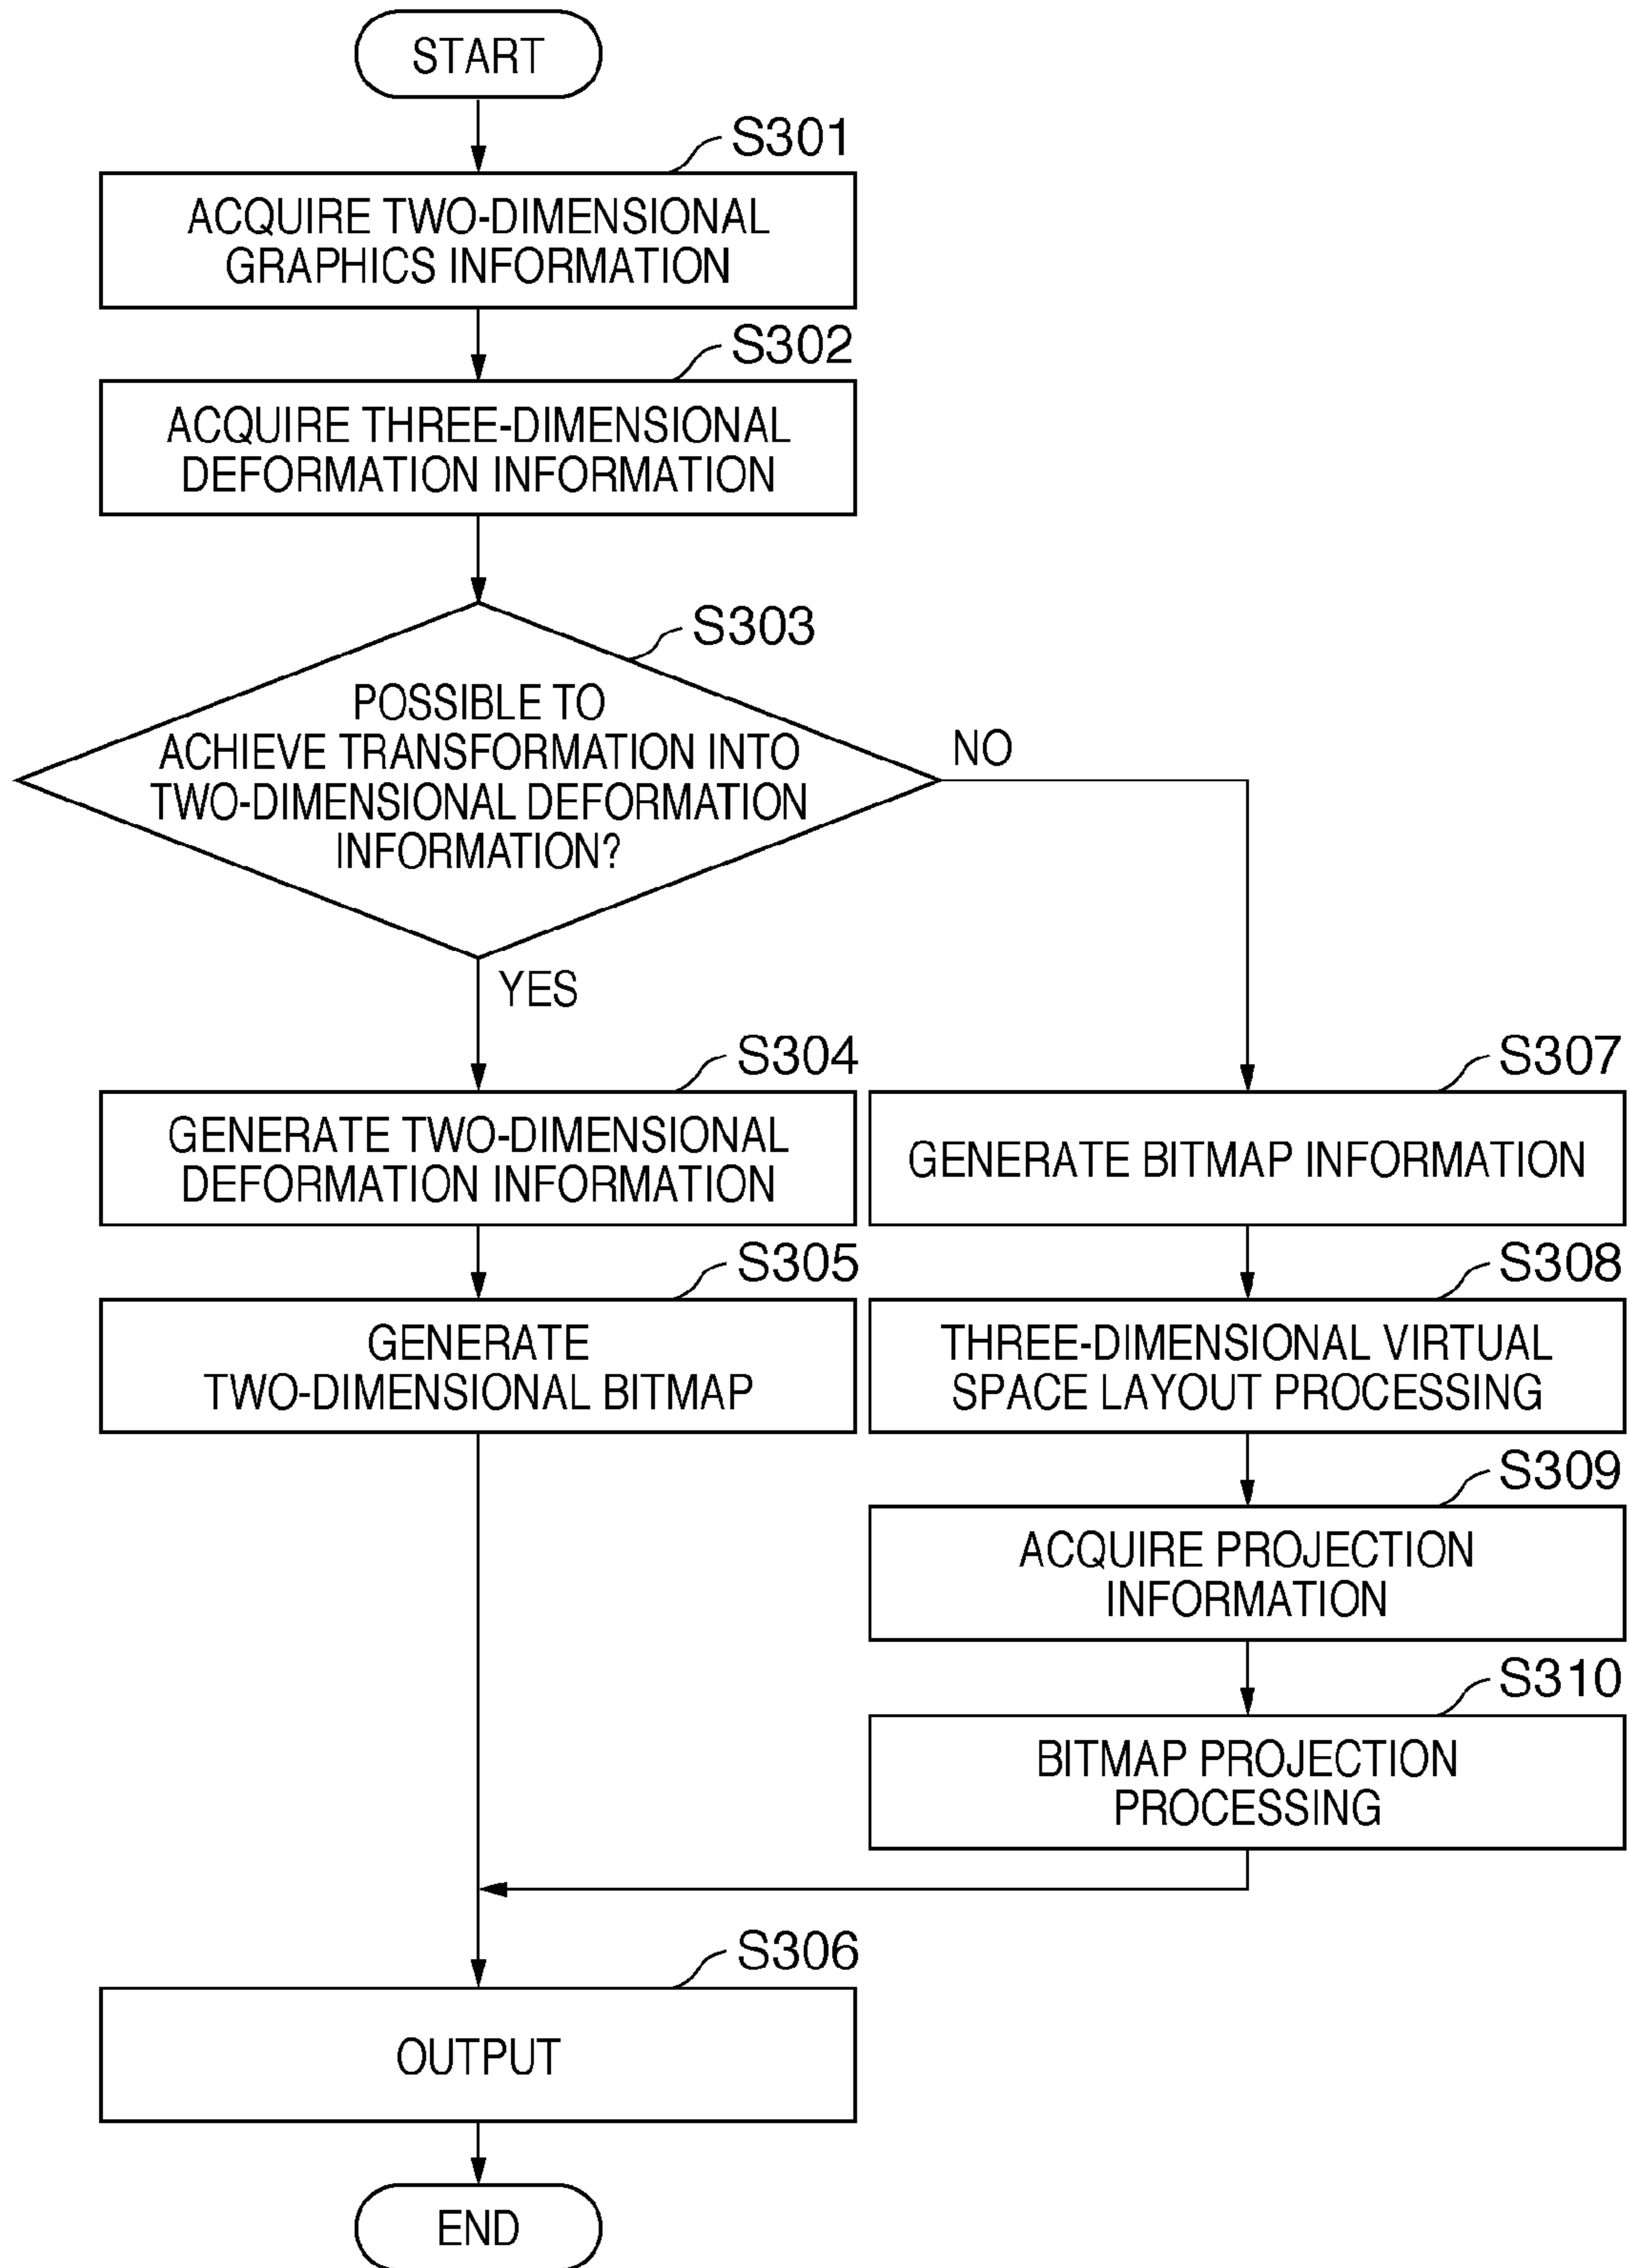 START
S301
ACQUIRE TWO-DIMENSIONAL
GRAPHICS INFORMATION
S302
ACQUIRE THREE-DIMENSIONAL
DEFORMATION INFORMATION
S303
POSSIBLE TO
ACHIEVE TRANSFORMATION INTO
TWO-DIMENSIONAL DEFORMATION
INFORMATION?
NO
YES
S304
GENERATE TWO-DIMENSIONAL
DEFORMATION INFORMATION
S305
GENERATE
TWO-DIMENSIONAL BITMAP
S307
GENERATE BITMAP INFORMATION
S308
THREE-DIMENSIONAL VIRTUAL
SPACE LAYOUT PROCESSING
S309
ACQUIRE PROJECTION
INFORMATION
S310
BITMAP PROJECTION
PROCESSING
S306
OUTPUT
END